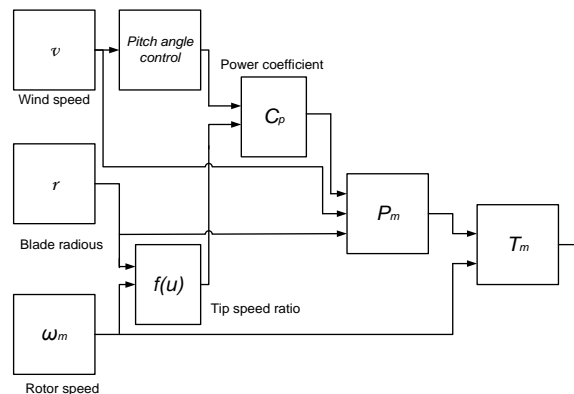 v
Pitch angle
control
Wind speed
Power coefficient
Cp
r
Blade radious
Pm
Tm
f(u)
Tip speed ratio
ωm
Rotor speed